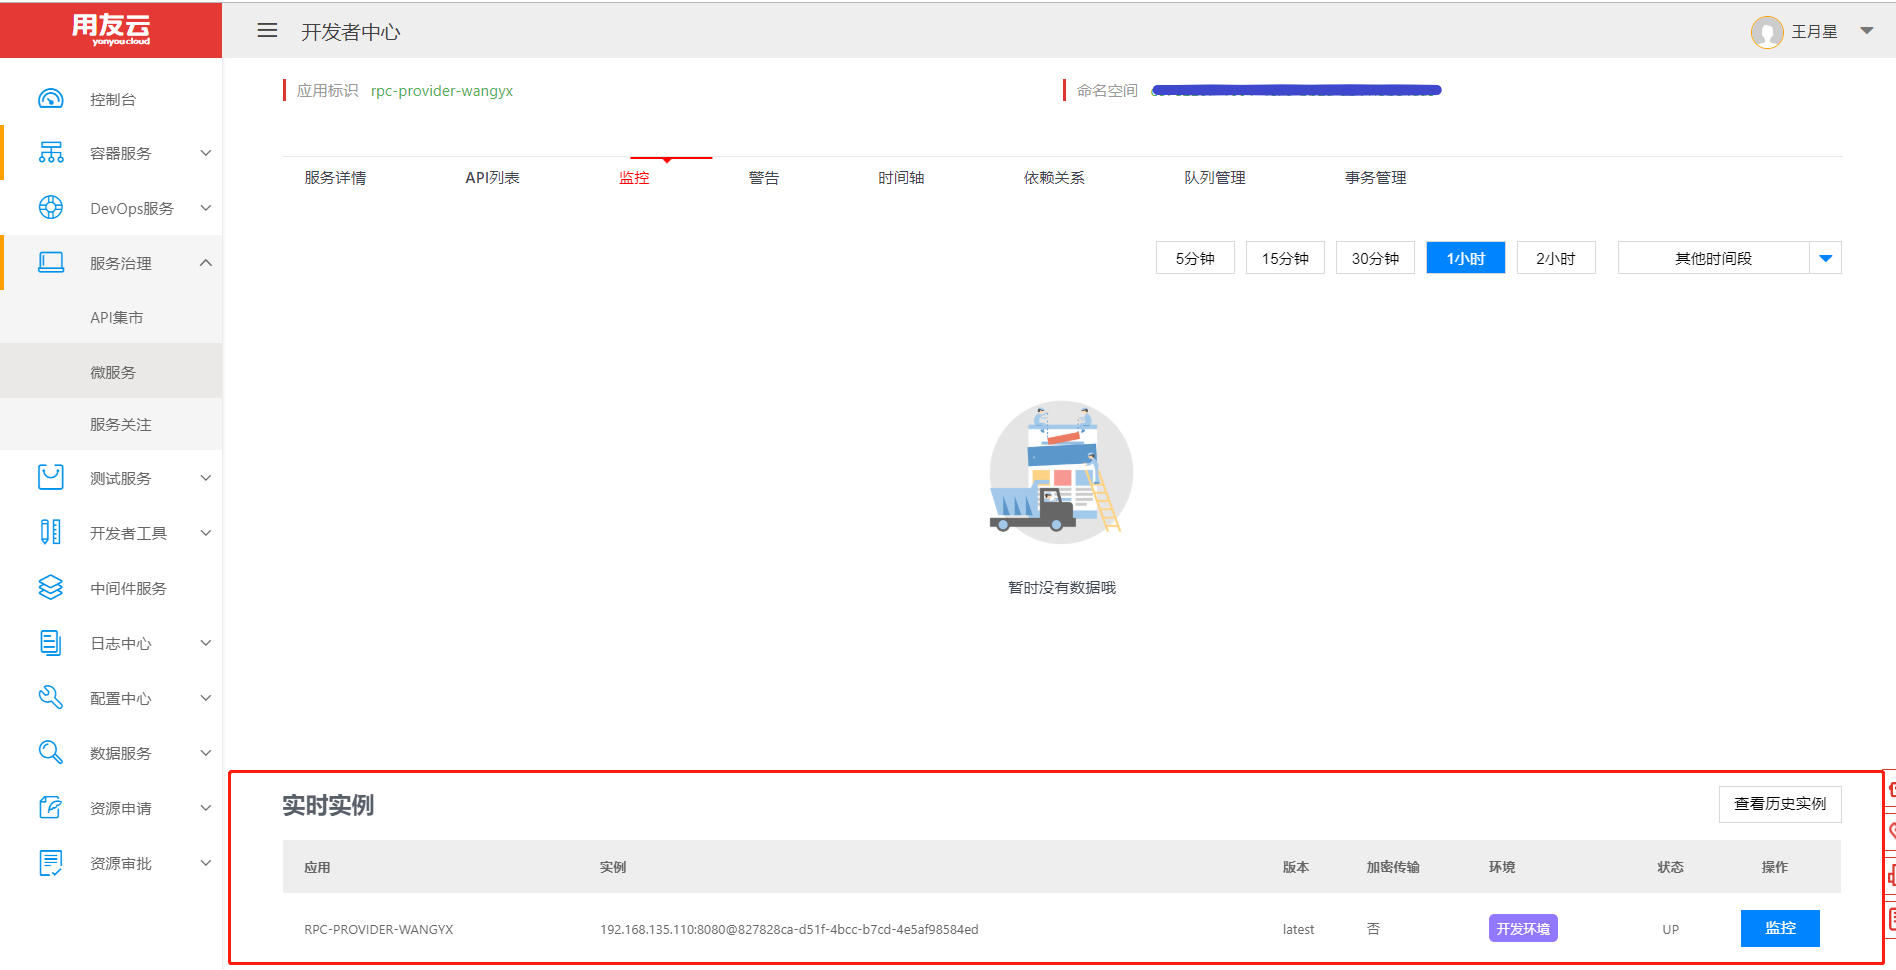 用友云
yonyou cloud
开发者中心
王月星
控制台
容器服务
DevOps服务
服务治理
API集市
微服务
服务关注
测试服务
开发者工具
中间件服务
日志中心
配置中心
数据服务
资源申请
资源审批
应用标识 rpc-provider-wangyx
命名空间
服务详情 API列表 监控 警告 时间轴 依赖关系 队列管理 事务管理
5分钟 15分钟 30分钟 1小时 2小时 其他时间段
暂时没有数据哦
实时实例
查看历史实例
应用 实例 版本 加密传输 环境 状态 操作
RPC-PROVIDER-WANGYX 192.168.135.110:8080@827828ca-d51f-4bcc-b7cd-4e5af98584ed latest 否 开发环境 UP 监控